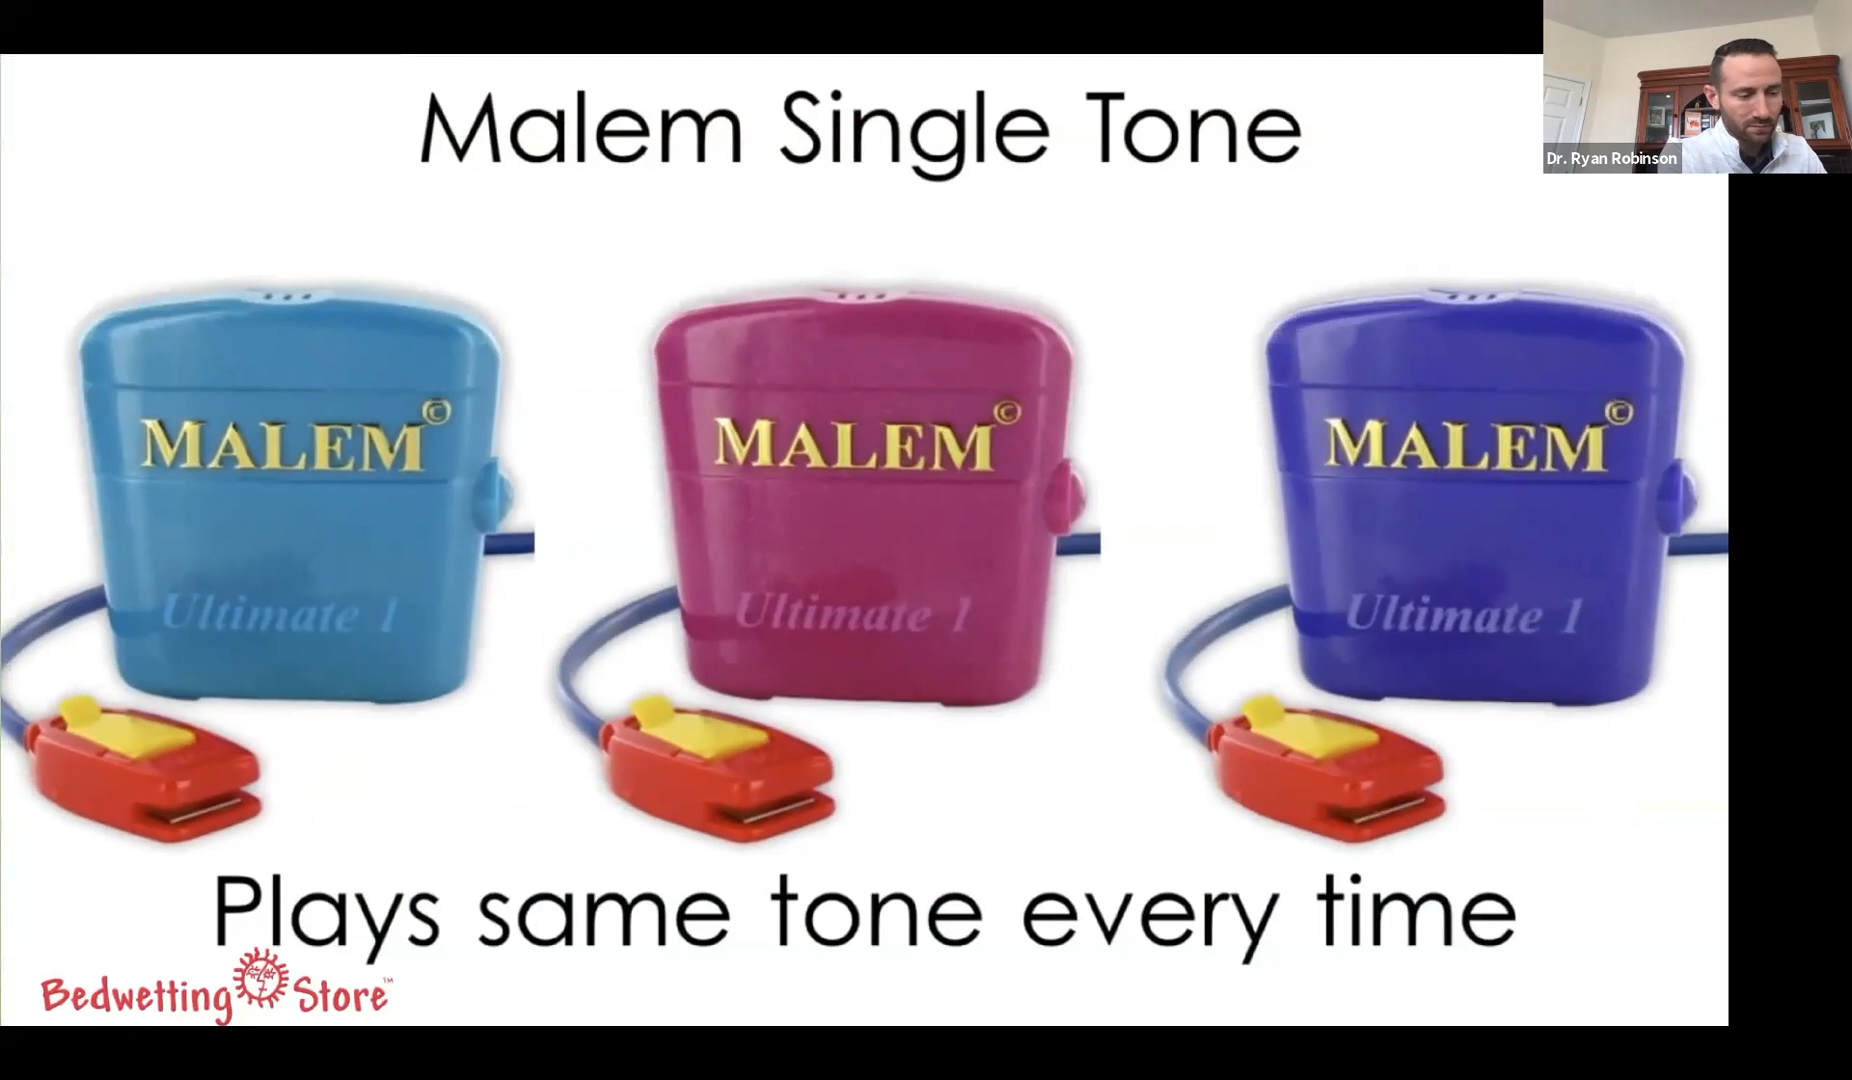 Malem Single Tone
Dr. Ryan Robinson
MALEM©
Ultimate 1
MALEM©
Ultimate 1
MALEM©
Ultimate 1
Plays same tone every time
Bedwetting Store™